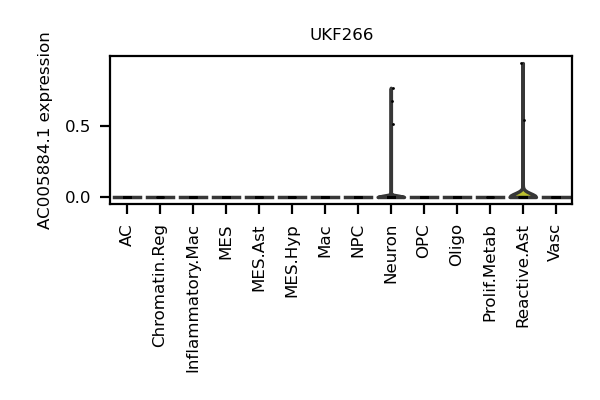 UKF266
AC005884.1 expression
0.5
0.0
AC
Chromatin.Reg
Inflammatory.Mac
MES
MES.Ast
MES.Hyp
Mac
NPC
Neuron
OPC
Oligo
Prolif.Metab
Reactive.Ast
Vasc